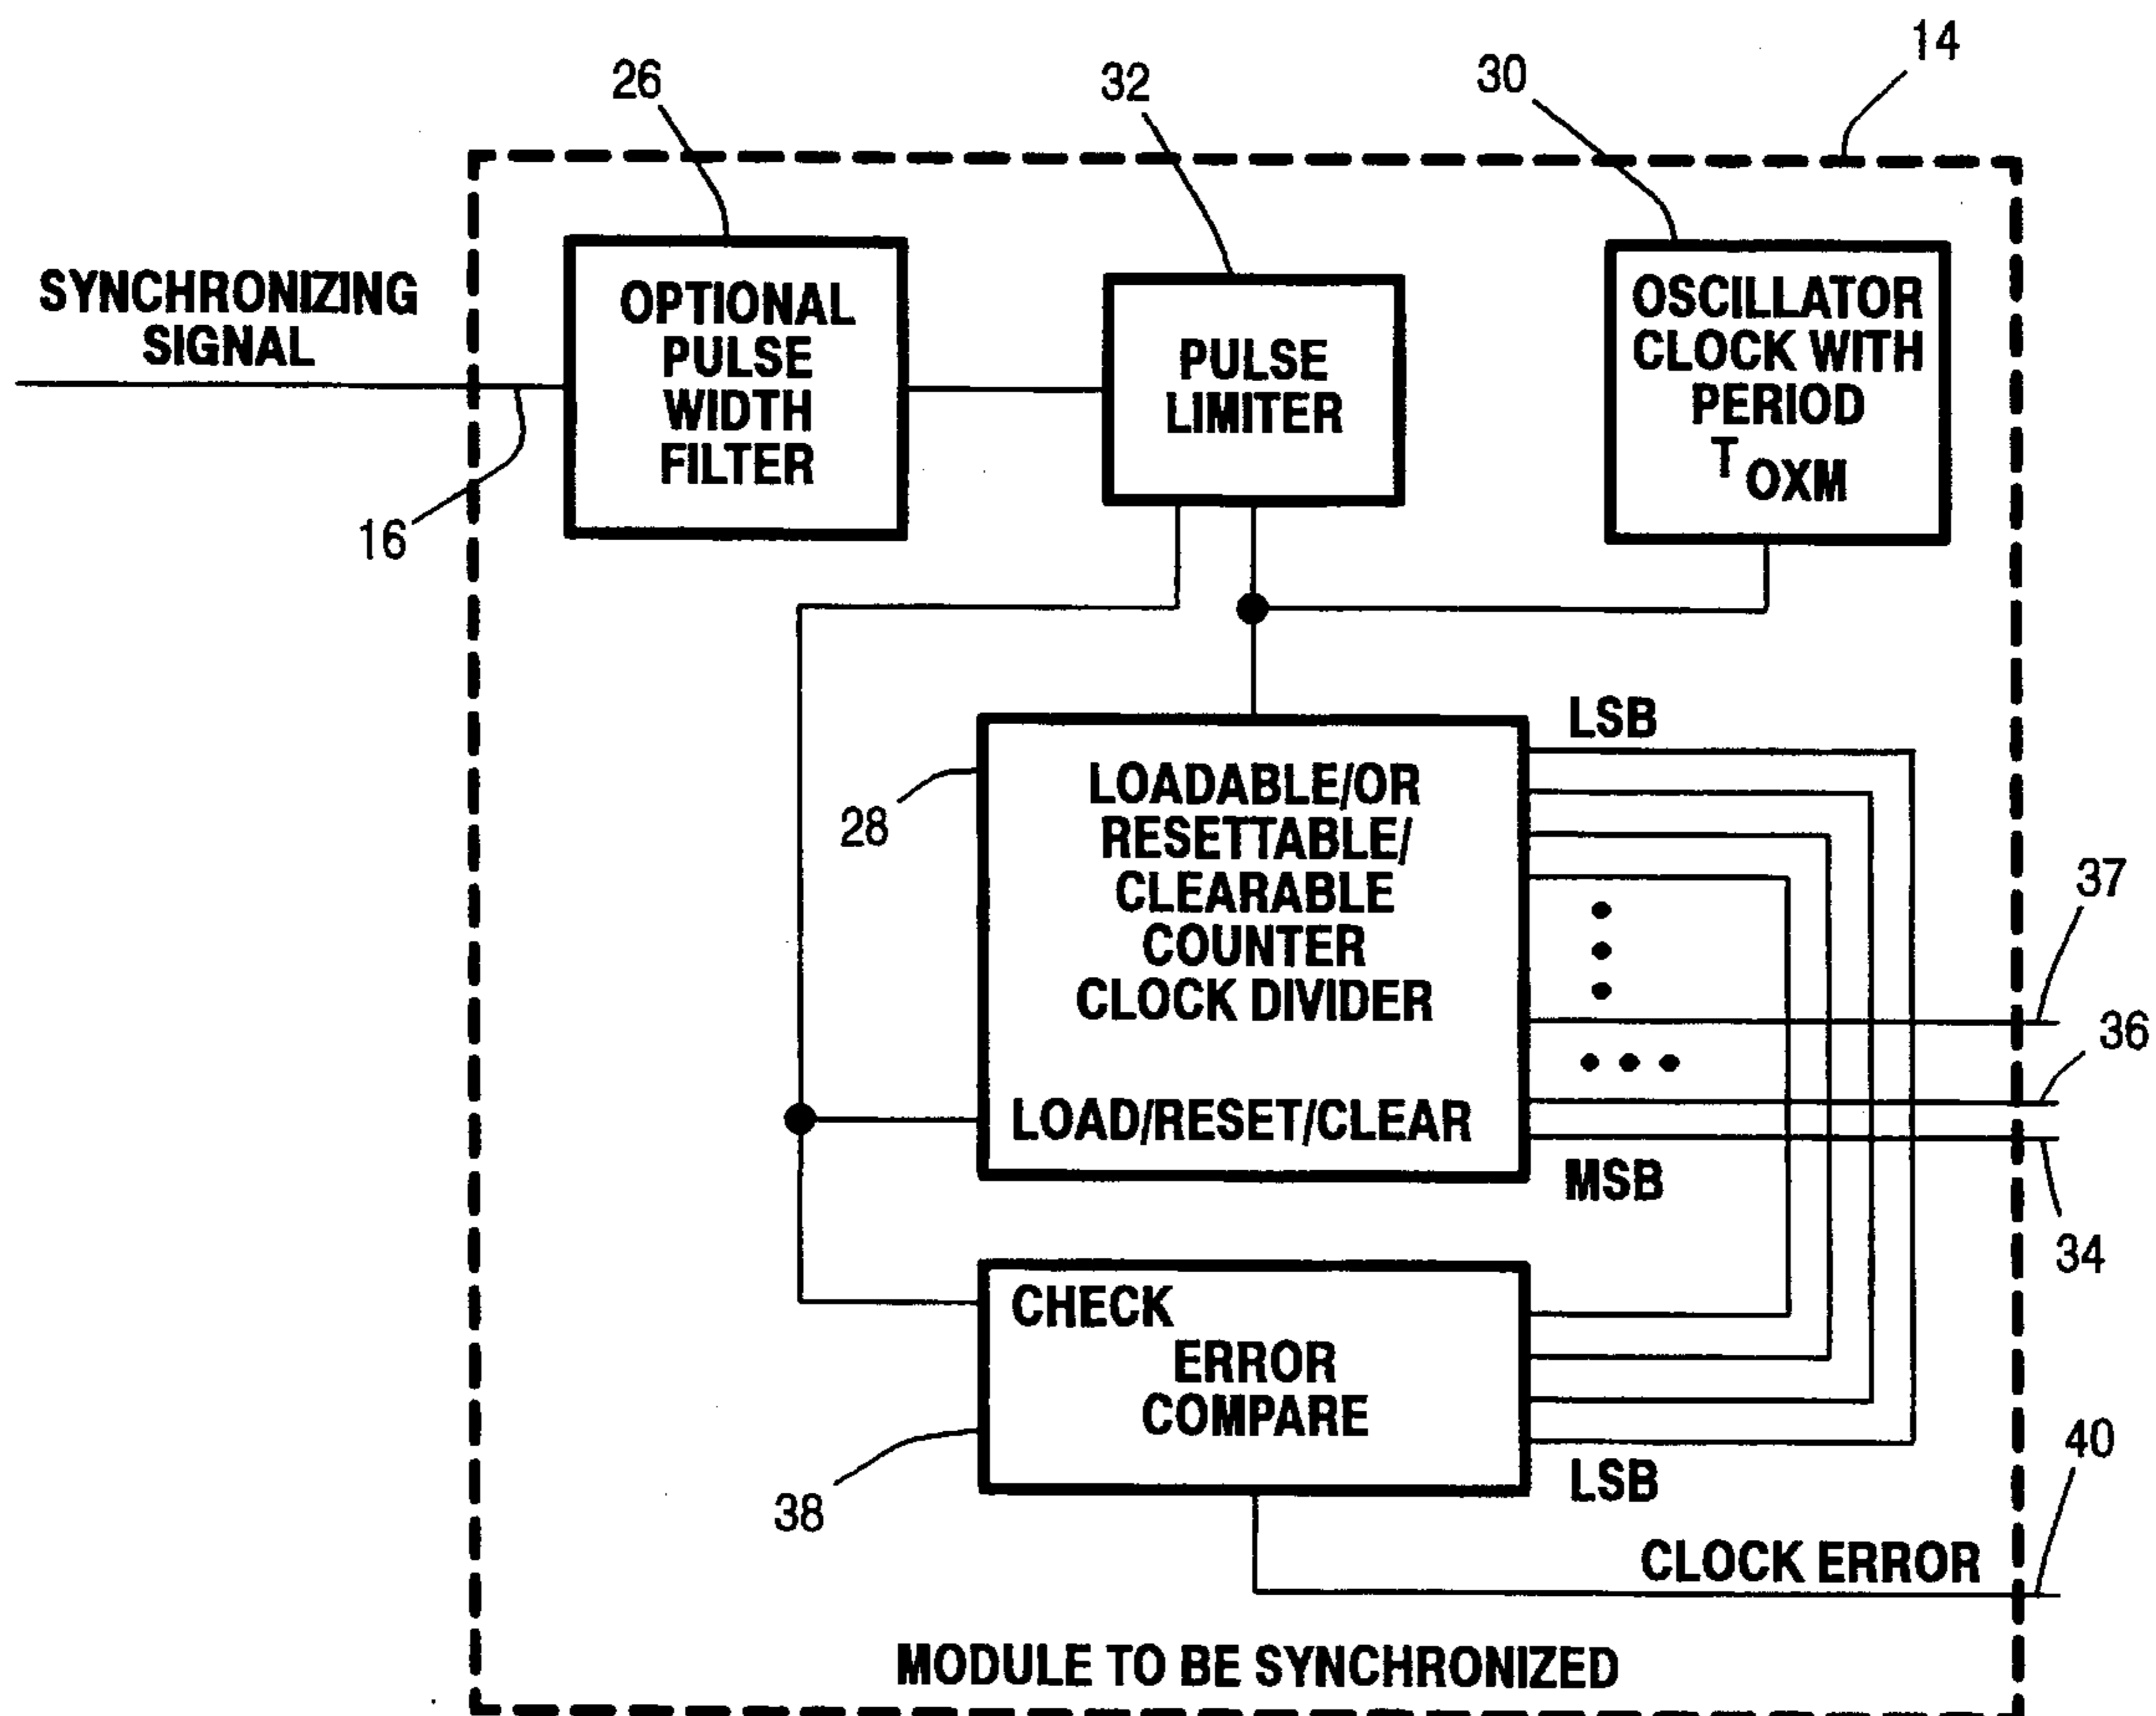 14
26
32
30
SYNCHRONIZING
SIGNAL
16
OPTIONAL
PULSE
WIDTH
FILTER
PULSE
LIMITER
OSCILLATOR
CLOCK WITH
PERIOD
T OXM
28
LOADABLE/OR
RESETTABLE/
CLEARABLE
COUNTER
CLOCK DIVIDER
LOAD/RESET/CLEAR
LSB
MSB
37
36
34
CHECK
ERROR
COMPARE
38
LSB
40
CLOCK ERROR
MODULE TO BE SYNCHRONIZED